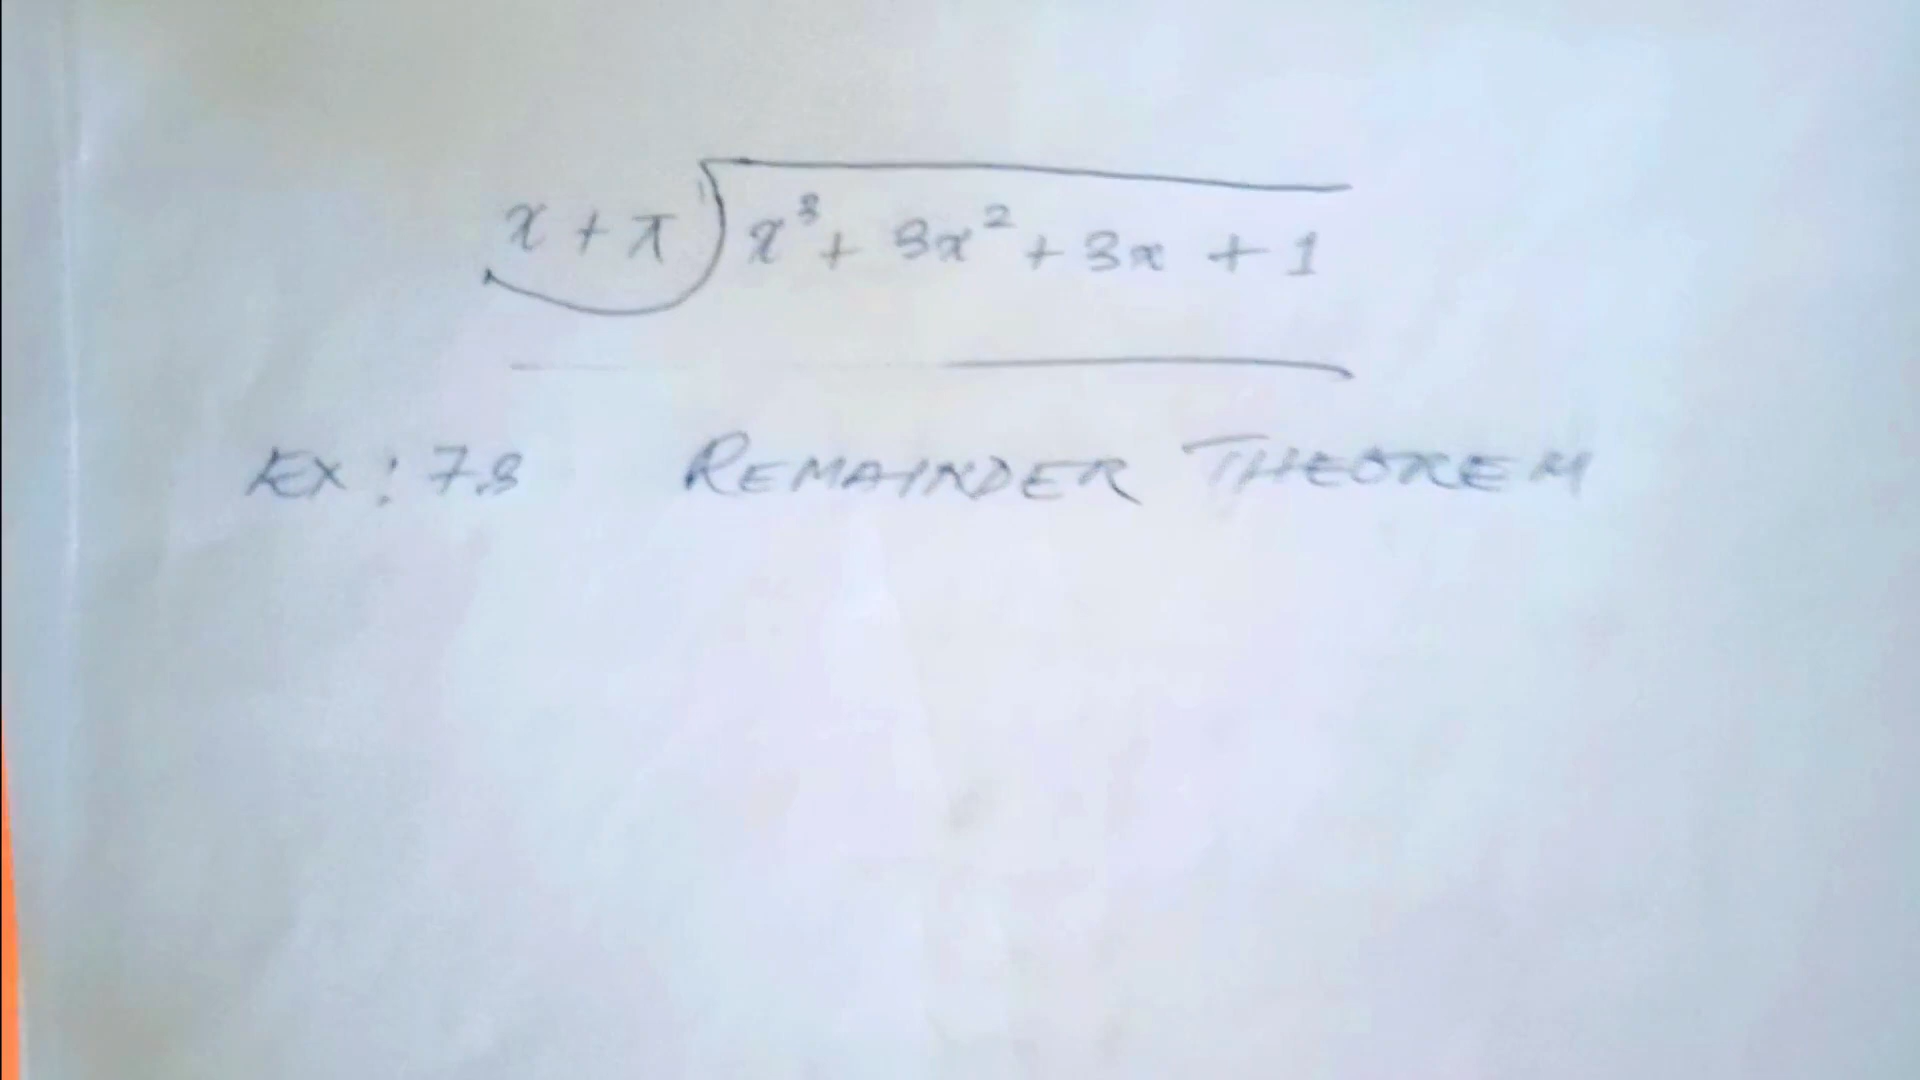 x + π ) x³ + 3x² + 3x + 1
Ex : 7.3 REMAINDER THEOREM